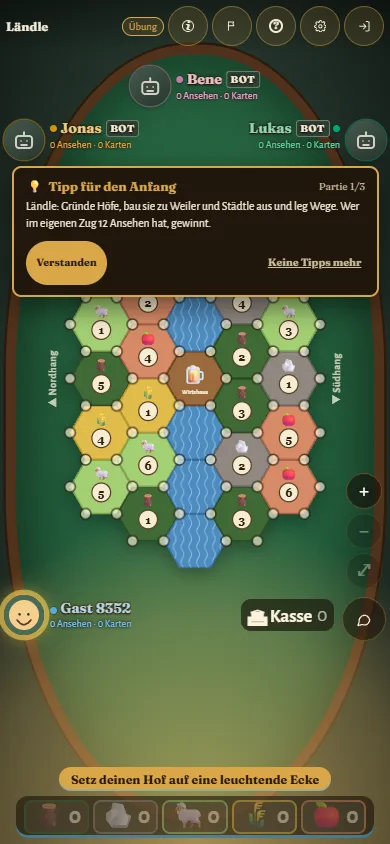 Ländle
Übung
Bene BOT
0 Ansehen · 0 Karten
Jonas BOT
0 Ansehen · 0 Karten
Lukas BOT
0 Ansehen · 0 Karten
Tipp für den Anfang
Partie 1/3
Ländle: Gründe Höfe, bau sie zu Weiler und Städtle aus und leg Wege. Wer
im eigenen Zug 12 Ansehen hat, gewinnt.
Verstanden
Keine Tipps mehr
2 4
1 3
4 2
5 1
Wirtshaus
1 3
4 5
6 2
5 6
1 3
◀ Nordhang
Südhang ▶
+
−
Gast 8352
0 Ansehen · 0 Karten
Kasse 0
Setz deinen Hof auf eine leuchtende Ecke
0 0 0 0 0